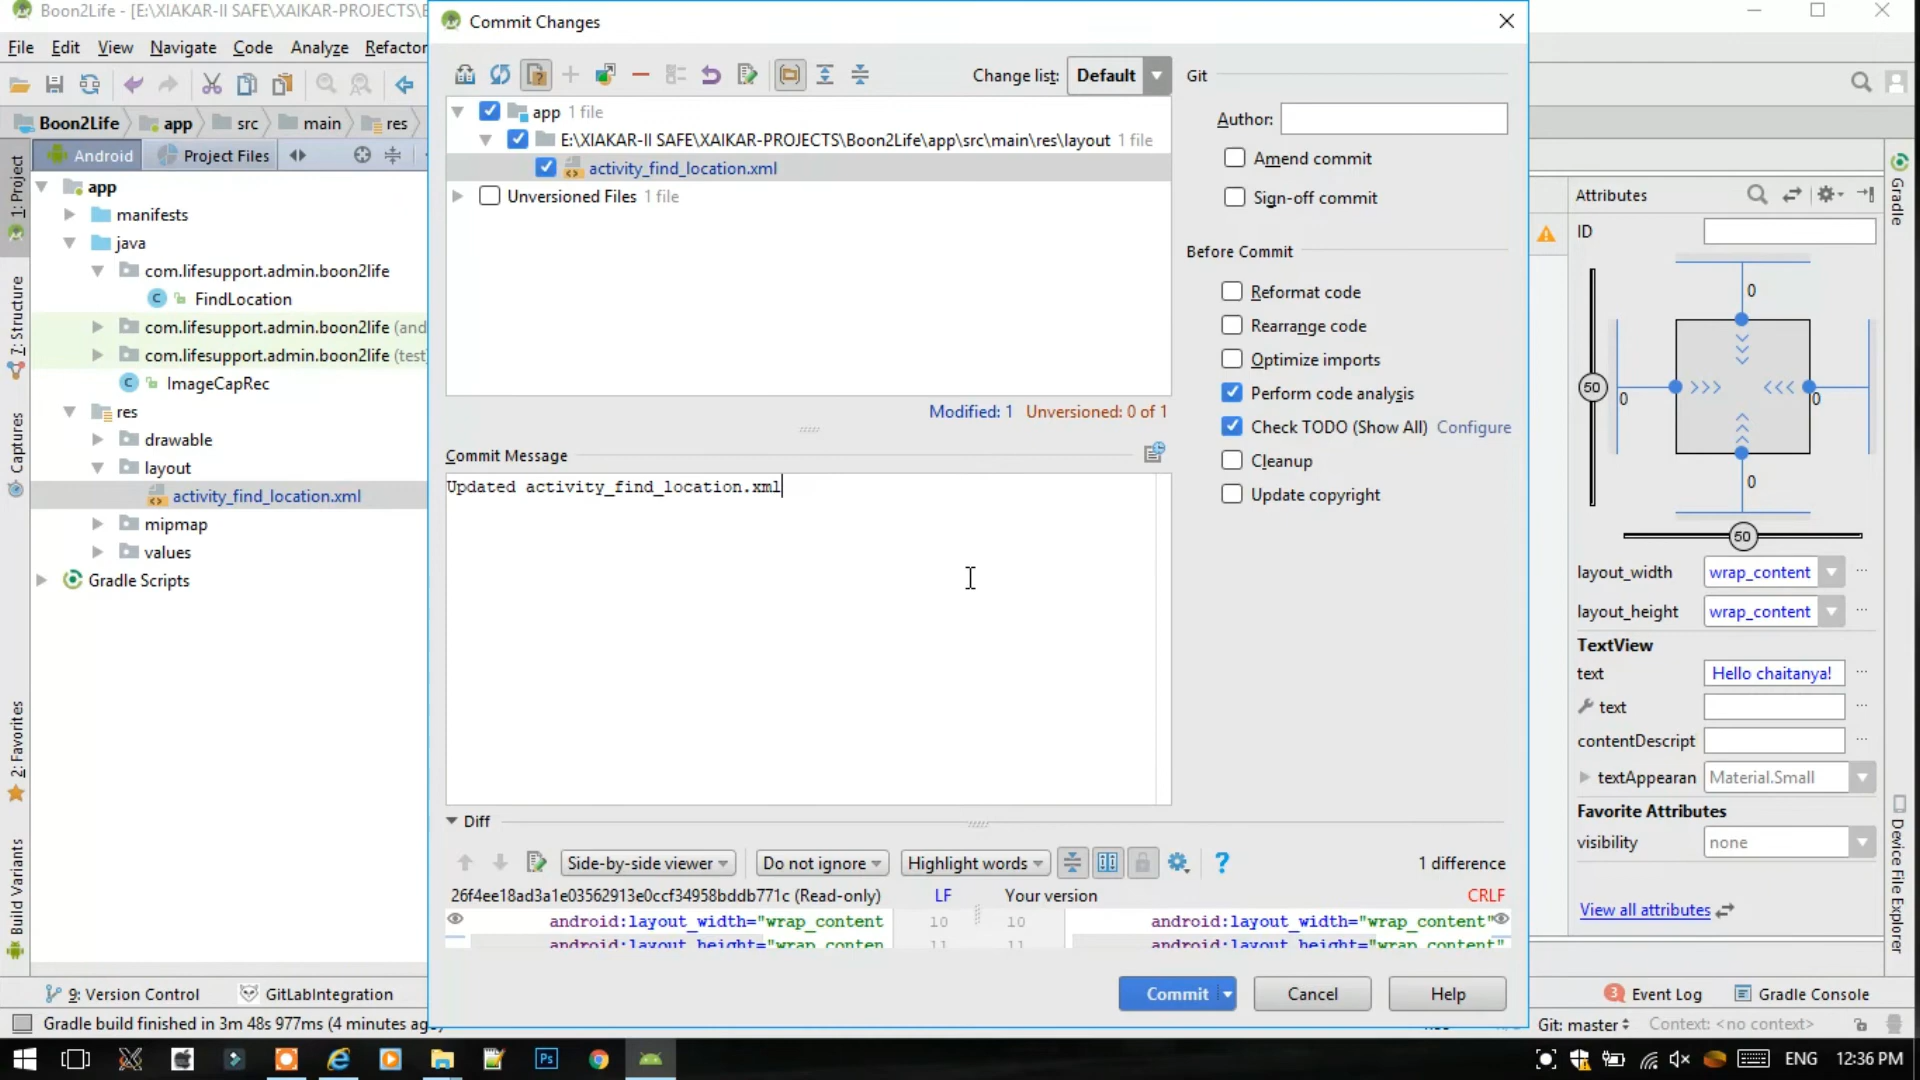 Boon2Life - [E:\XIAKAR-II SAFE\XAIKAR-PROJECTS\
File Edit View Navigate Code Analyze Refactor
Boon2Life app src main res
Android Project Files
1: Project
7: Structure
Captures
2: Favorites
Build Variants
app
manifests
java
com.lifesupport.admin.boon2life
FindLocation
com.lifesupport.admin.boon2life (and
com.lifesupport.admin.boon2life (test
ImageCapRec
res
drawable
layout
activity_find_location.xml
mipmap
values
Gradle Scripts
Commit Changes
Change list: Default
app 1 file
E:\XIAKAR-II SAFE\XAIKAR-PROJECTS\Boon2Life\app\src\main\res\layout 1 file
activity_find_location.xml
Unversioned Files 1 file
Modified: 1 Unversioned: 0 of 1
Commit Message
Updated activity_find_location.xml
Git
Author:
Amend commit
Sign-off commit
Before Commit
Reformat code
Rearrange code
Optimize imports
Perform code analysis
Check TODO (Show All) Configure
Cleanup
Update copyright
Diff
Side-by-side viewer Do not ignore Highlight words ? 1 difference
26f4ee18ad3a1e03562913e0ccf34958bddb771c (Read-only) LF Your version CRLF
android:layout_width="wrap_content 10 10 android:layout_width="wrap_content"
android:layout_height="wrap_conten 11 11 android:layout_height="wrap_content"
Commit Cancel Help
Attributes
ID
0
50 0 0
0
50
layout_width wrap_content
layout_height wrap_content
TextView
text Hello chaitanya!
text
contentDescript
textAppearan Material.Small
Favorite Attributes
visibility none
View all attributes
Gradle
Device File Explorer
9: Version Control GitLabIntegration 3 Event Log Gradle Console
Gradle build finished in 3m 48s 977ms (4 minutes ag Git: master Context: <no context>
Ps ENG 12:36 PM